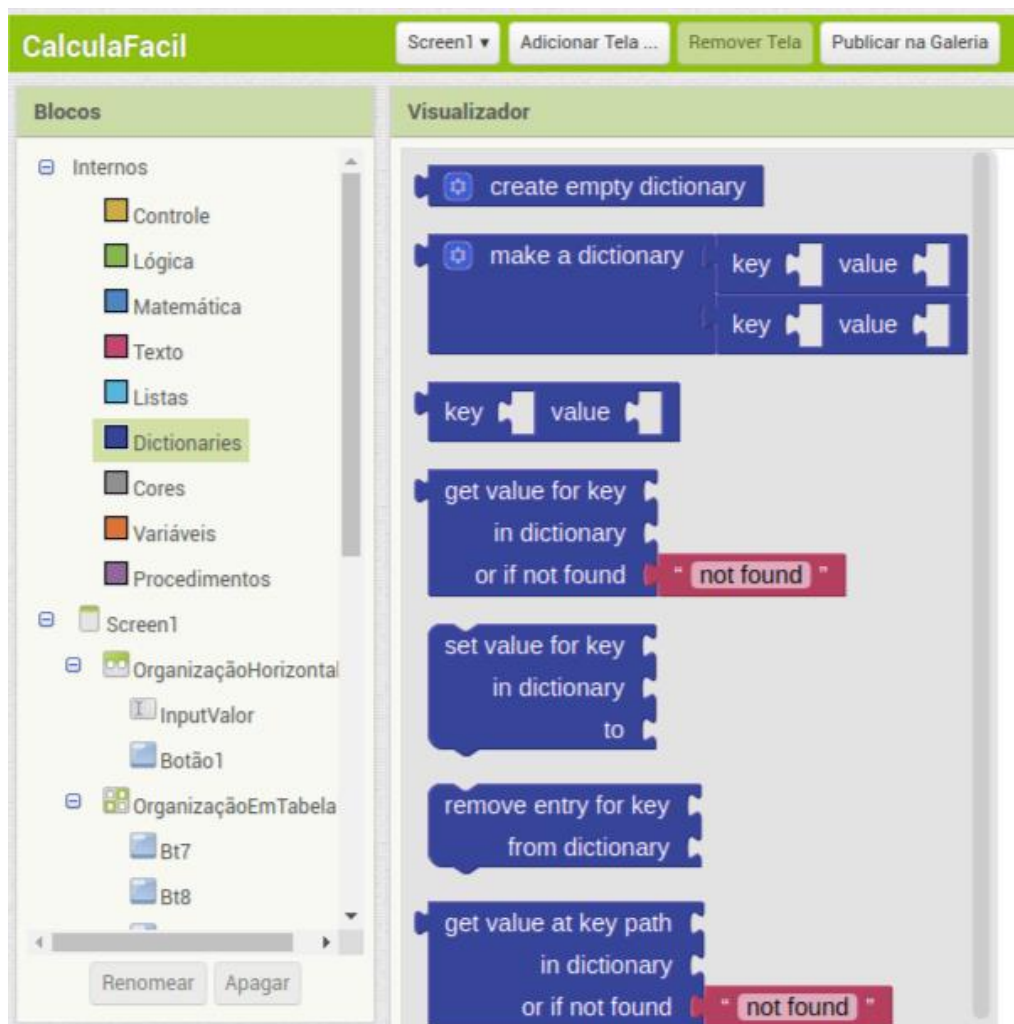 CalculaFacil
Screen1 ▾
Adicionar Tela ...
Remover Tela
Publicar na Galeria
Blocos
Internos
Controle
Lógica
Matemática
Texto
Listas
Dictionaries
Cores
Variáveis
Procedimentos
Screen1
OrganizaçãoHorizontal
InputValor
Botão1
OrganizaçãoEmTabela
Bt7
Bt8
Renomear
Apagar
Visualizador
create empty dictionary
make a dictionary key value
key value
key value
get value for key
in dictionary
or if not found “ not found ”
set value for key
in dictionary
to
remove entry for key
from dictionary
get value at key path
in dictionary
or if not found “ not found ”